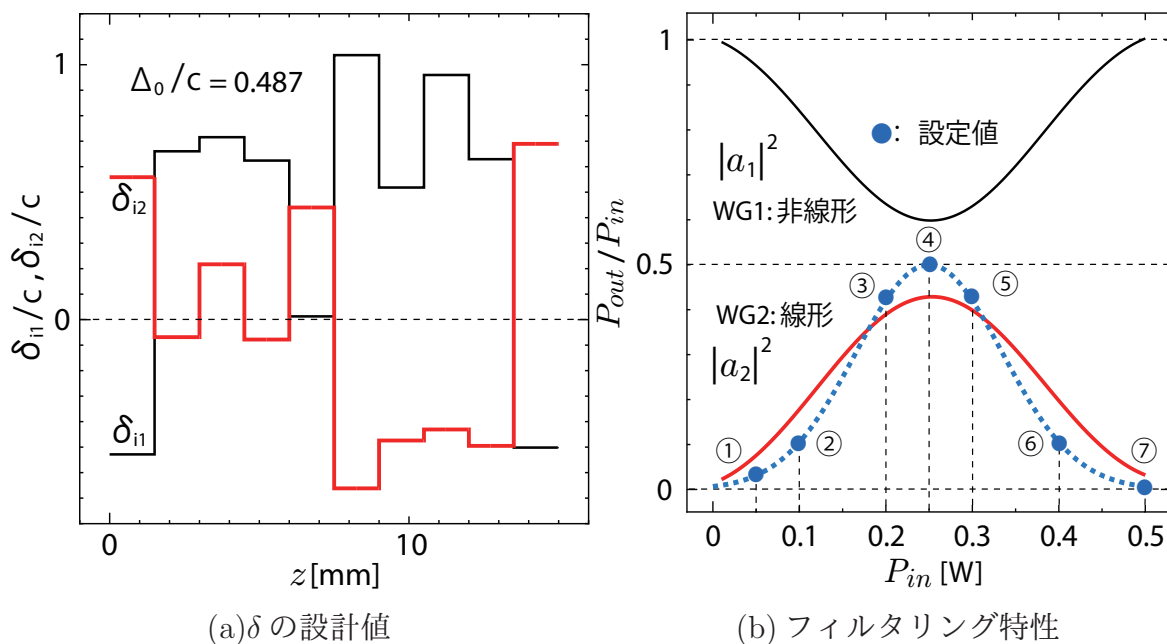 1
Δ₀/c = 0.487
δi2
0
δi1
δi1/c , δi2/c
0
10
z[mm]
(a)δ の設計値
1
●: 設定値
|a₁|²
WG1: 非線形
④
0.5
③
⑤
WG2: 線形
|a₂|²
①
②
⑥
⑦
0
Pout/Pin
0
0.1
0.2
0.3
0.4
0.5
Pin [W]
(b) フィルタリング特性